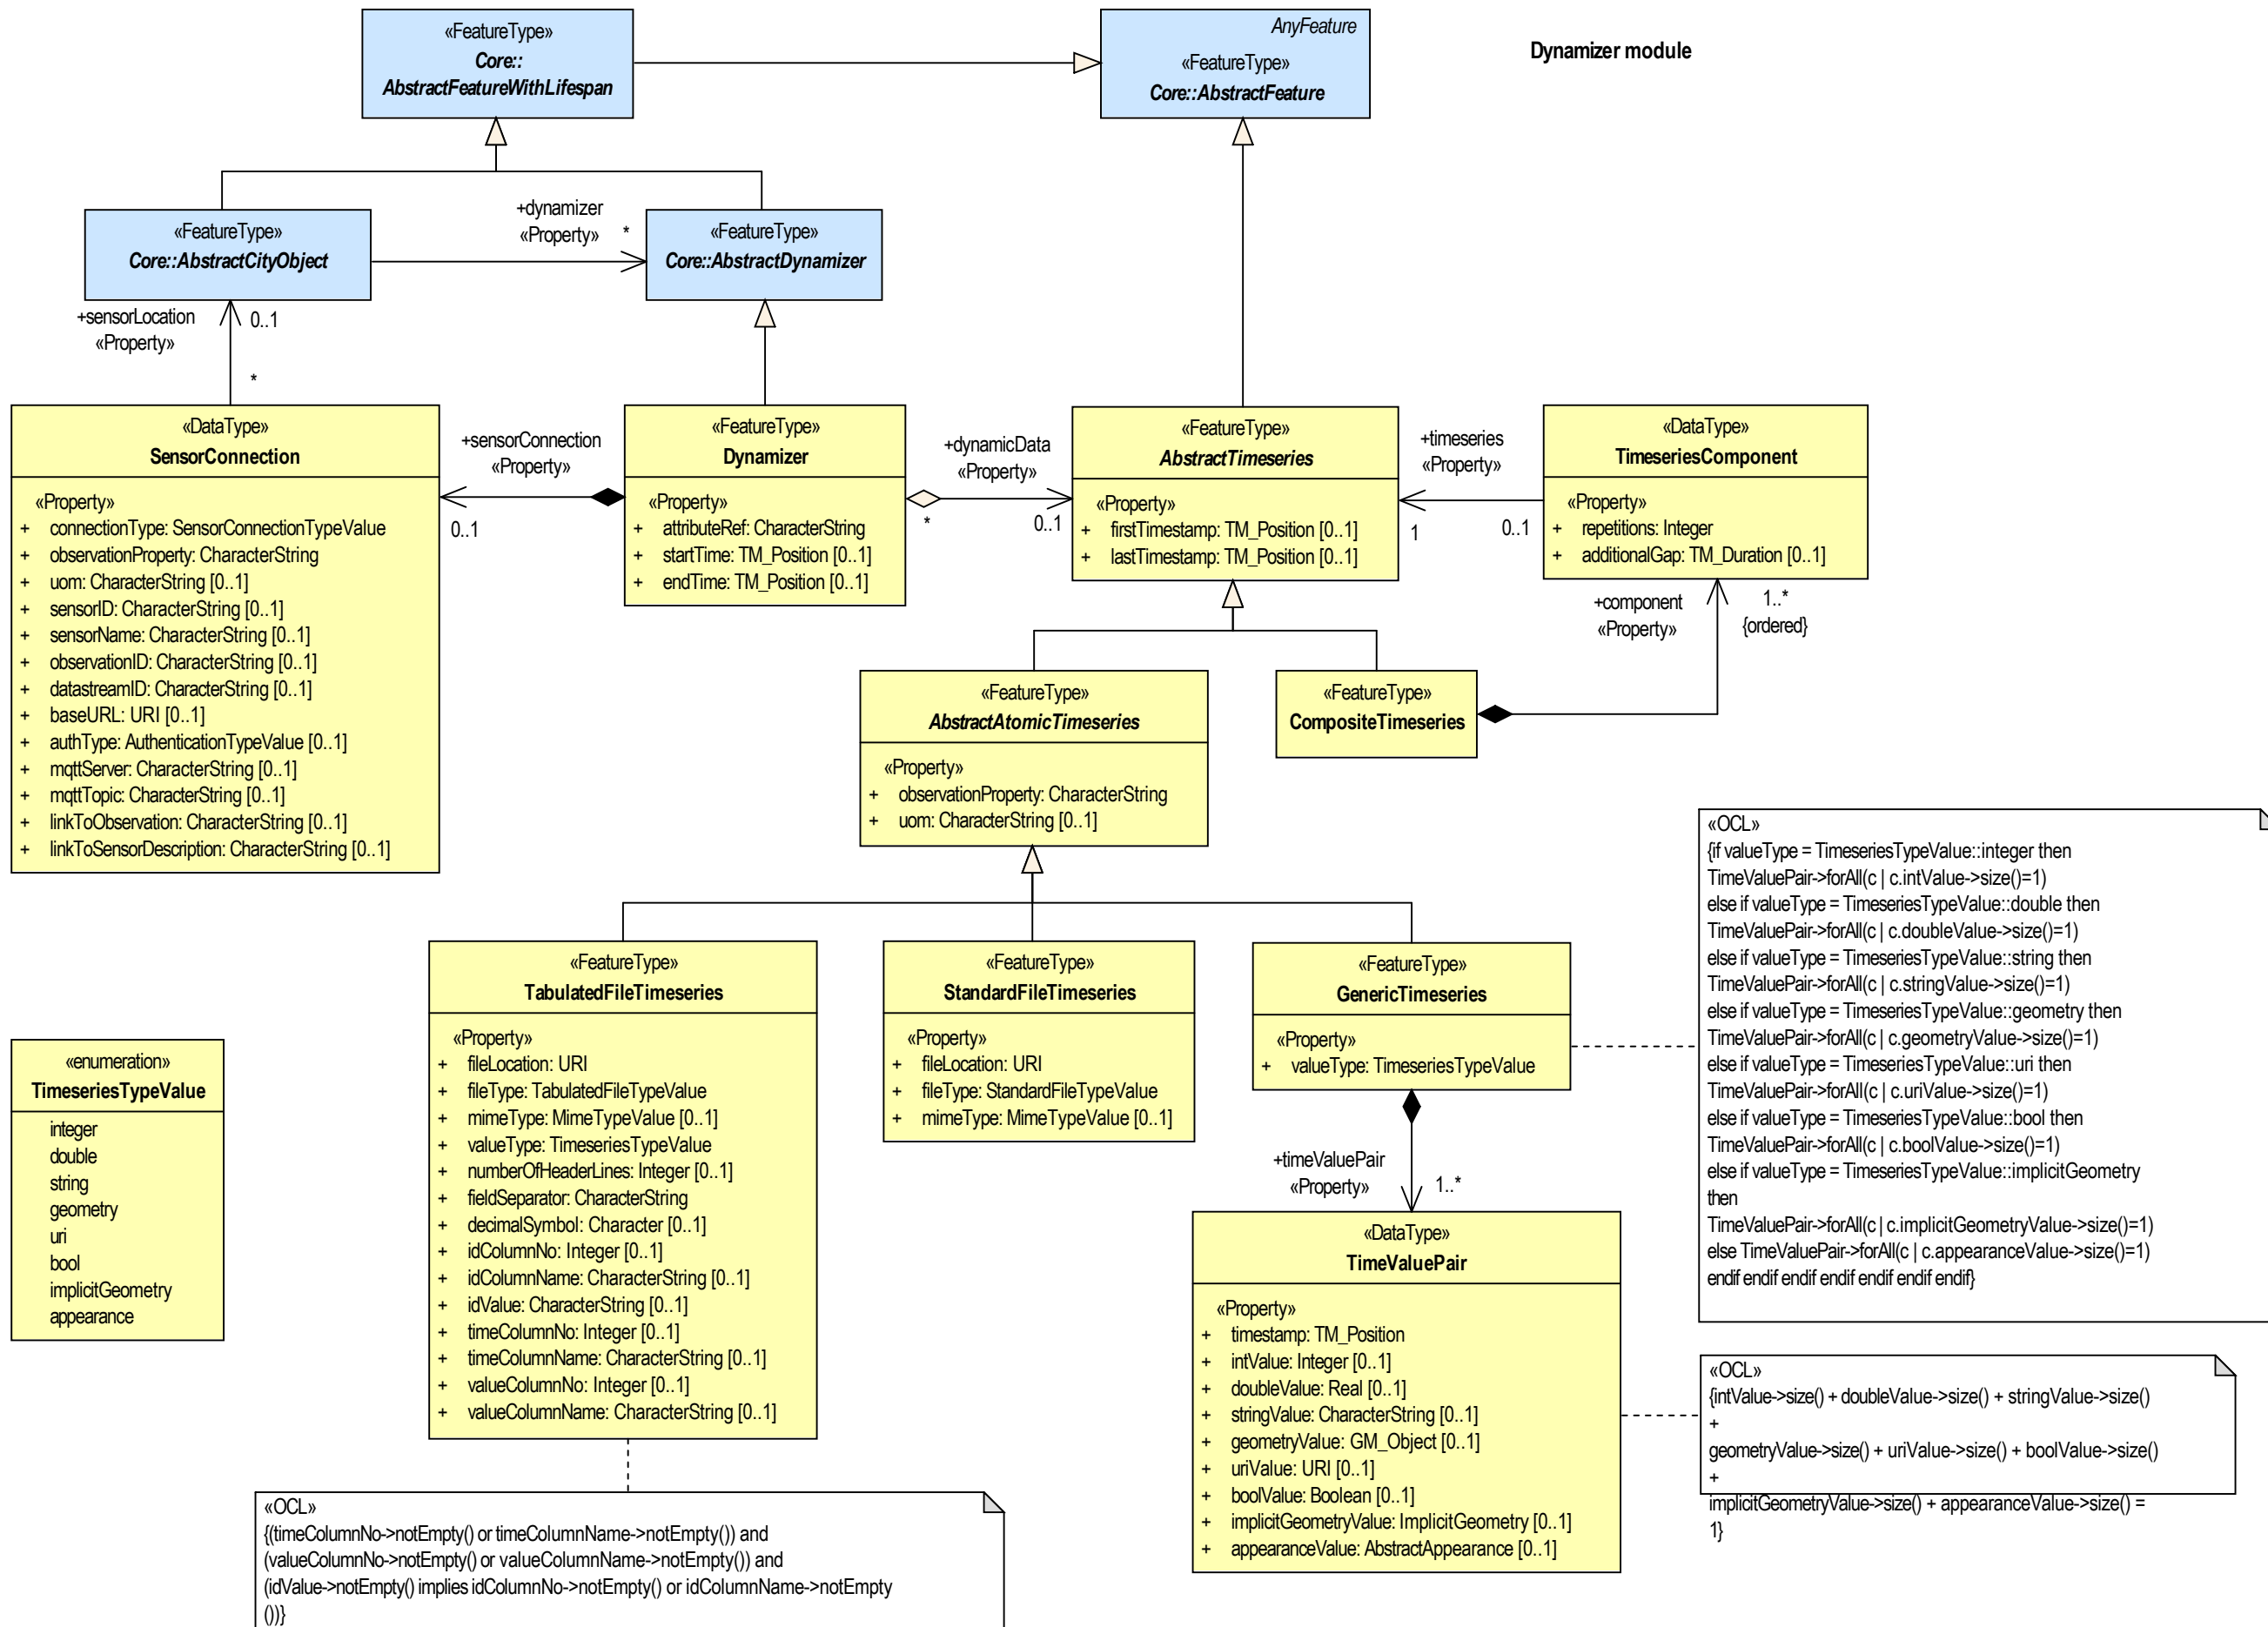 Dynamizer module
«FeatureType»
Core::
AbstractFeatureWithLifespan
AnyFeature
«FeatureType»
Core::AbstractFeature
«FeatureType»
Core::AbstractCityObject
+dynamizer
«Property»
*
«FeatureType»
Core::AbstractDynamizer
+sensorLocation
«Property»
0..1
*
«DataType»
SensorConnection
«Property»
+ connectionType: SensorConnectionTypeValue
+ observationProperty: CharacterString
+ uom: CharacterString [0..1]
+ sensorID: CharacterString [0..1]
+ sensorName: CharacterString [0..1]
+ observationID: CharacterString [0..1]
+ datastreamID: CharacterString [0..1]
+ baseURL: URI [0..1]
+ authType: AuthenticationTypeValue [0..1]
+ mqttServer: CharacterString [0..1]
+ mqttTopic: CharacterString [0..1]
+ linkToObservation: CharacterString [0..1]
+ linkToSensorDescription: CharacterString [0..1]
+sensorConnection
«Property»
0..1
«FeatureType»
Dynamizer
«Property»
+ attributeRef: CharacterString
+ startTime: TM_Position [0..1]
+ endTime: TM_Position [0..1]
+dynamicData
«Property»
*
0..1
«FeatureType»
AbstractTimeseries
«Property»
+ firstTimestamp: TM_Position [0..1]
+ lastTimestamp: TM_Position [0..1]
+timeseries
«Property»
1
0..1
«DataType»
TimeseriesComponent
«Property»
+ repetitions: Integer
+ additionalGap: TM_Duration [0..1]
+component
«Property»
1..*
{ordered}
«FeatureType»
AbstractAtomicTimeseries
«Property»
+ observationProperty: CharacterString
+ uom: CharacterString [0..1]
«FeatureType»
CompositeTimeseries
«OCL»
{if valueType = TimeseriesTypeValue::integer then
TimeValuePair->forAll(c | c.intValue->size()=1)
else if valueType = TimeseriesTypeValue::double then
TimeValuePair->forAll(c | c.doubleValue->size()=1)
else if valueType = TimeseriesTypeValue::string then
TimeValuePair->forAll(c | c.stringValue->size()=1)
else if valueType = TimeseriesTypeValue::geometry then
TimeValuePair->forAll(c | c.geometryValue->size()=1)
else if valueType = TimeseriesTypeValue::uri then
TimeValuePair->forAll(c | c.uriValue->size()=1)
else if valueType = TimeseriesTypeValue::bool then
TimeValuePair->forAll(c | c.boolValue->size()=1)
else if valueType = TimeseriesTypeValue::implicitGeometry
then
TimeValuePair->forAll(c | c.implicitGeometryValue->size()=1)
else TimeValuePair->forAll(c | c.appearanceValue->size()=1)
endif endif endif endif endif endif endif}
«enumeration»
TimeseriesTypeValue
integer
double
string
geometry
uri
bool
implicitGeometry
appearance
«FeatureType»
TabulatedFileTimeseries
«Property»
+ fileLocation: URI
+ fileType: TabulatedFileTypeValue
+ mimeType: MimeTypeValue [0..1]
+ valueType: TimeseriesTypeValue
+ numberOfHeaderLines: Integer [0..1]
+ fieldSeparator: CharacterString
+ decimalSymbol: Character [0..1]
+ idColumnNo: Integer [0..1]
+ idColumnName: CharacterString [0..1]
+ idValue: CharacterString [0..1]
+ timeColumnNo: Integer [0..1]
+ timeColumnName: CharacterString [0..1]
+ valueColumnNo: Integer [0..1]
+ valueColumnName: CharacterString [0..1]
«FeatureType»
StandardFileTimeseries
«Property»
+ fileLocation: URI
+ fileType: StandardFileTypeValue
+ mimeType: MimeTypeValue [0..1]
«FeatureType»
GenericTimeseries
«Property»
+ valueType: TimeseriesTypeValue
+timeValuePair
«Property»
1..*
«DataType»
TimeValuePair
«Property»
+ timestamp: TM_Position
+ intValue: Integer [0..1]
+ doubleValue: Real [0..1]
+ stringValue: CharacterString [0..1]
+ geometryValue: GM_Object [0..1]
+ uriValue: URI [0..1]
+ boolValue: Boolean [0..1]
+ implicitGeometryValue: ImplicitGeometry [0..1]
+ appearanceValue: AbstractAppearance [0..1]
«OCL»
{intValue->size() + doubleValue->size() + stringValue->size()
+
geometryValue->size() + uriValue->size() + boolValue->size()
+
implicitGeometryValue->size() + appearanceValue->size() =
1}
«OCL»
{(timeColumnNo->notEmpty() or timeColumnName->notEmpty()) and
(valueColumnNo->notEmpty() or valueColumnName->notEmpty()) and
(idValue->notEmpty() implies idColumnNo->notEmpty() or idColumnName->notEmpty
())}